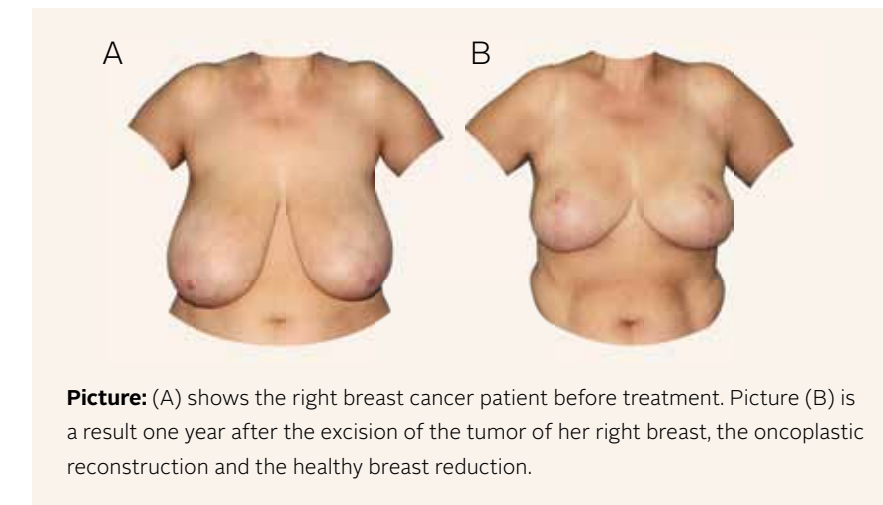 A
B
Picture: (A) shows the right breast cancer patient before treatment. Picture (B) is
a result one year after the excision of the tumor of her right breast, the oncoplastic
reconstruction and the healthy breast reduction.